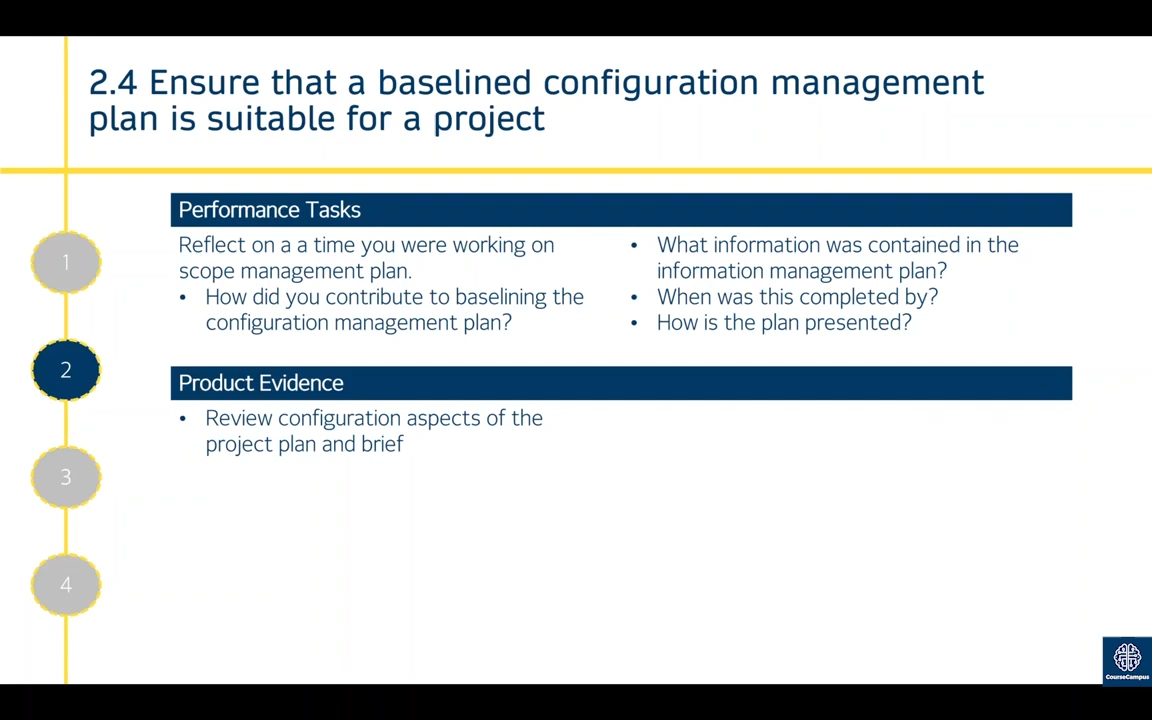 2.4 Ensure that a baselined configuration management
plan is suitable for a project
Performance Tasks
Reflect on a a time you were working on
scope management plan.
• How did you contribute to baselining the
configuration management plan?
• What information was contained in the
information management plan?
• When was this completed by?
• How is the plan presented?
Product Evidence
• Review configuration aspects of the
project plan and brief
1
2
3
4
CourseCampus